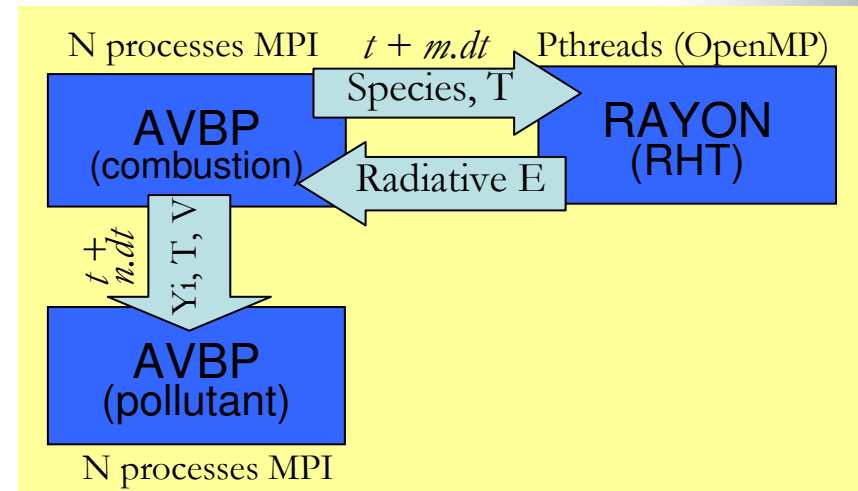 N processes MPI
t + m.dt
Pthreads (OpenMP)
Species, T
AVBP
(combustion)
RAYON
(RHT)
Radiative E
t +
n.dt
Yi, T, V
AVBP
(pollutant)
N processes MPI